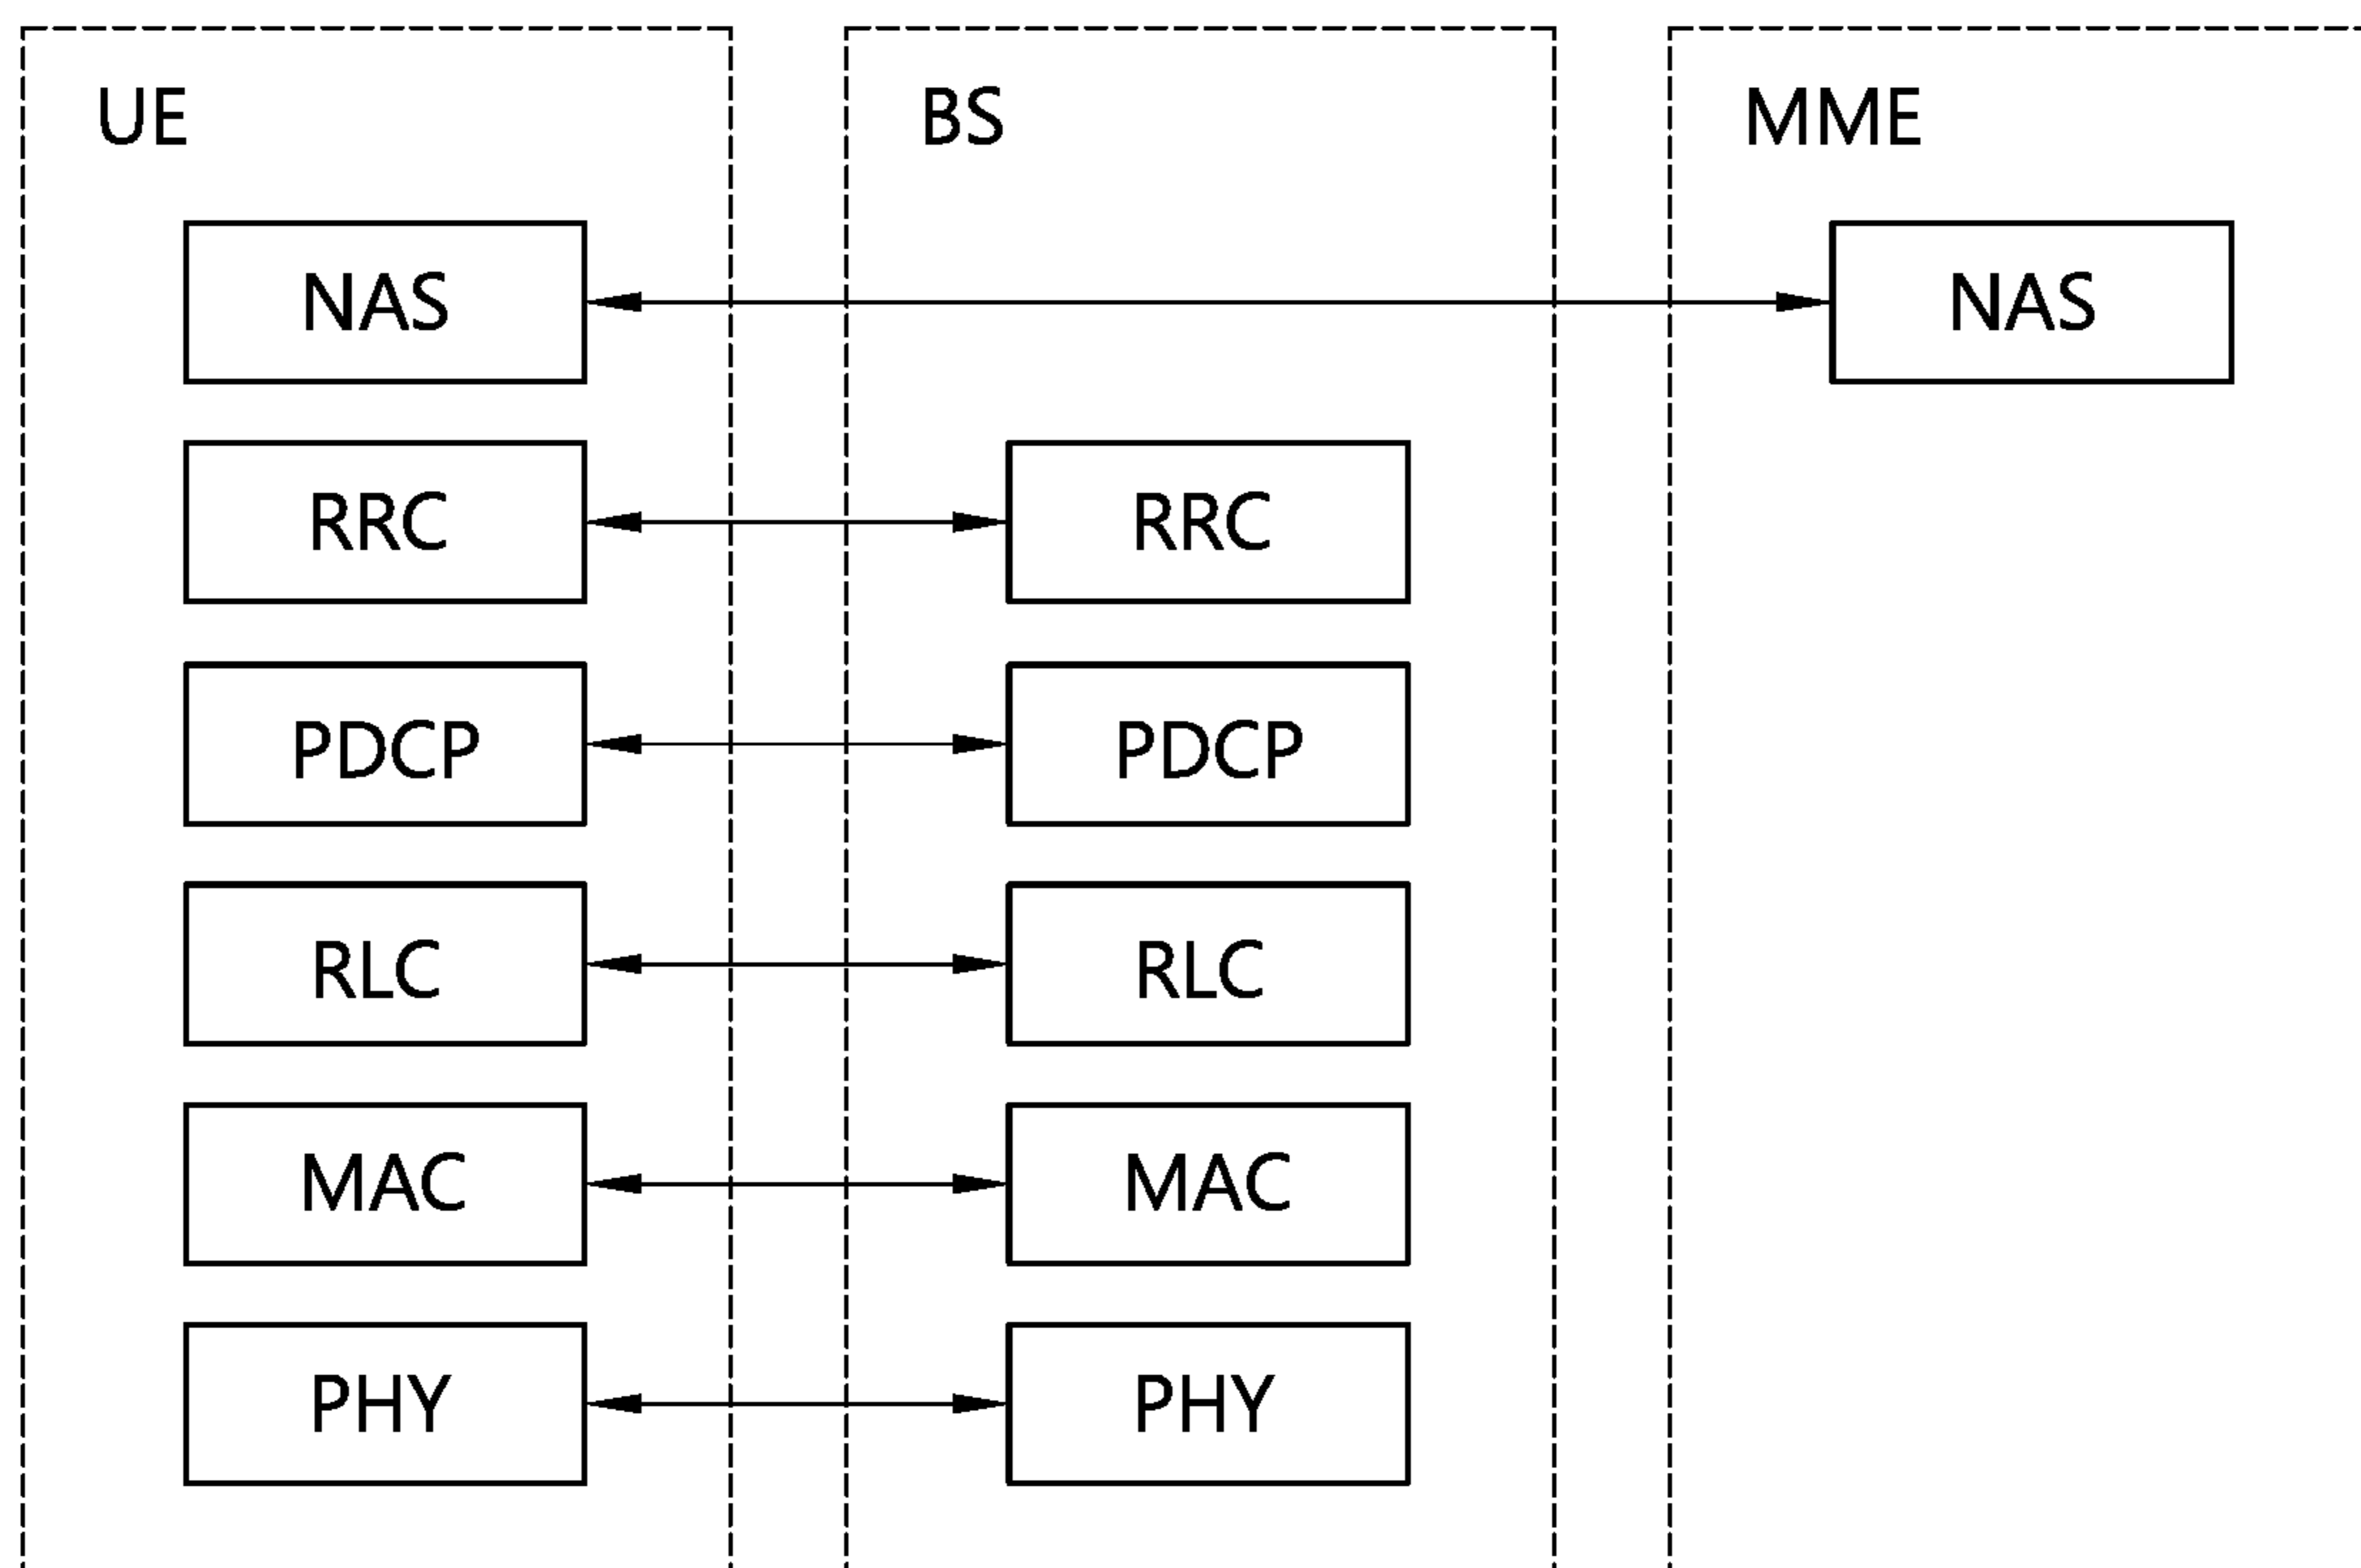 UE
BS
MME
NAS
NAS
RRC
RRC
PDCP
PDCP
RLC
RLC
MAC
MAC
PHY
PHY